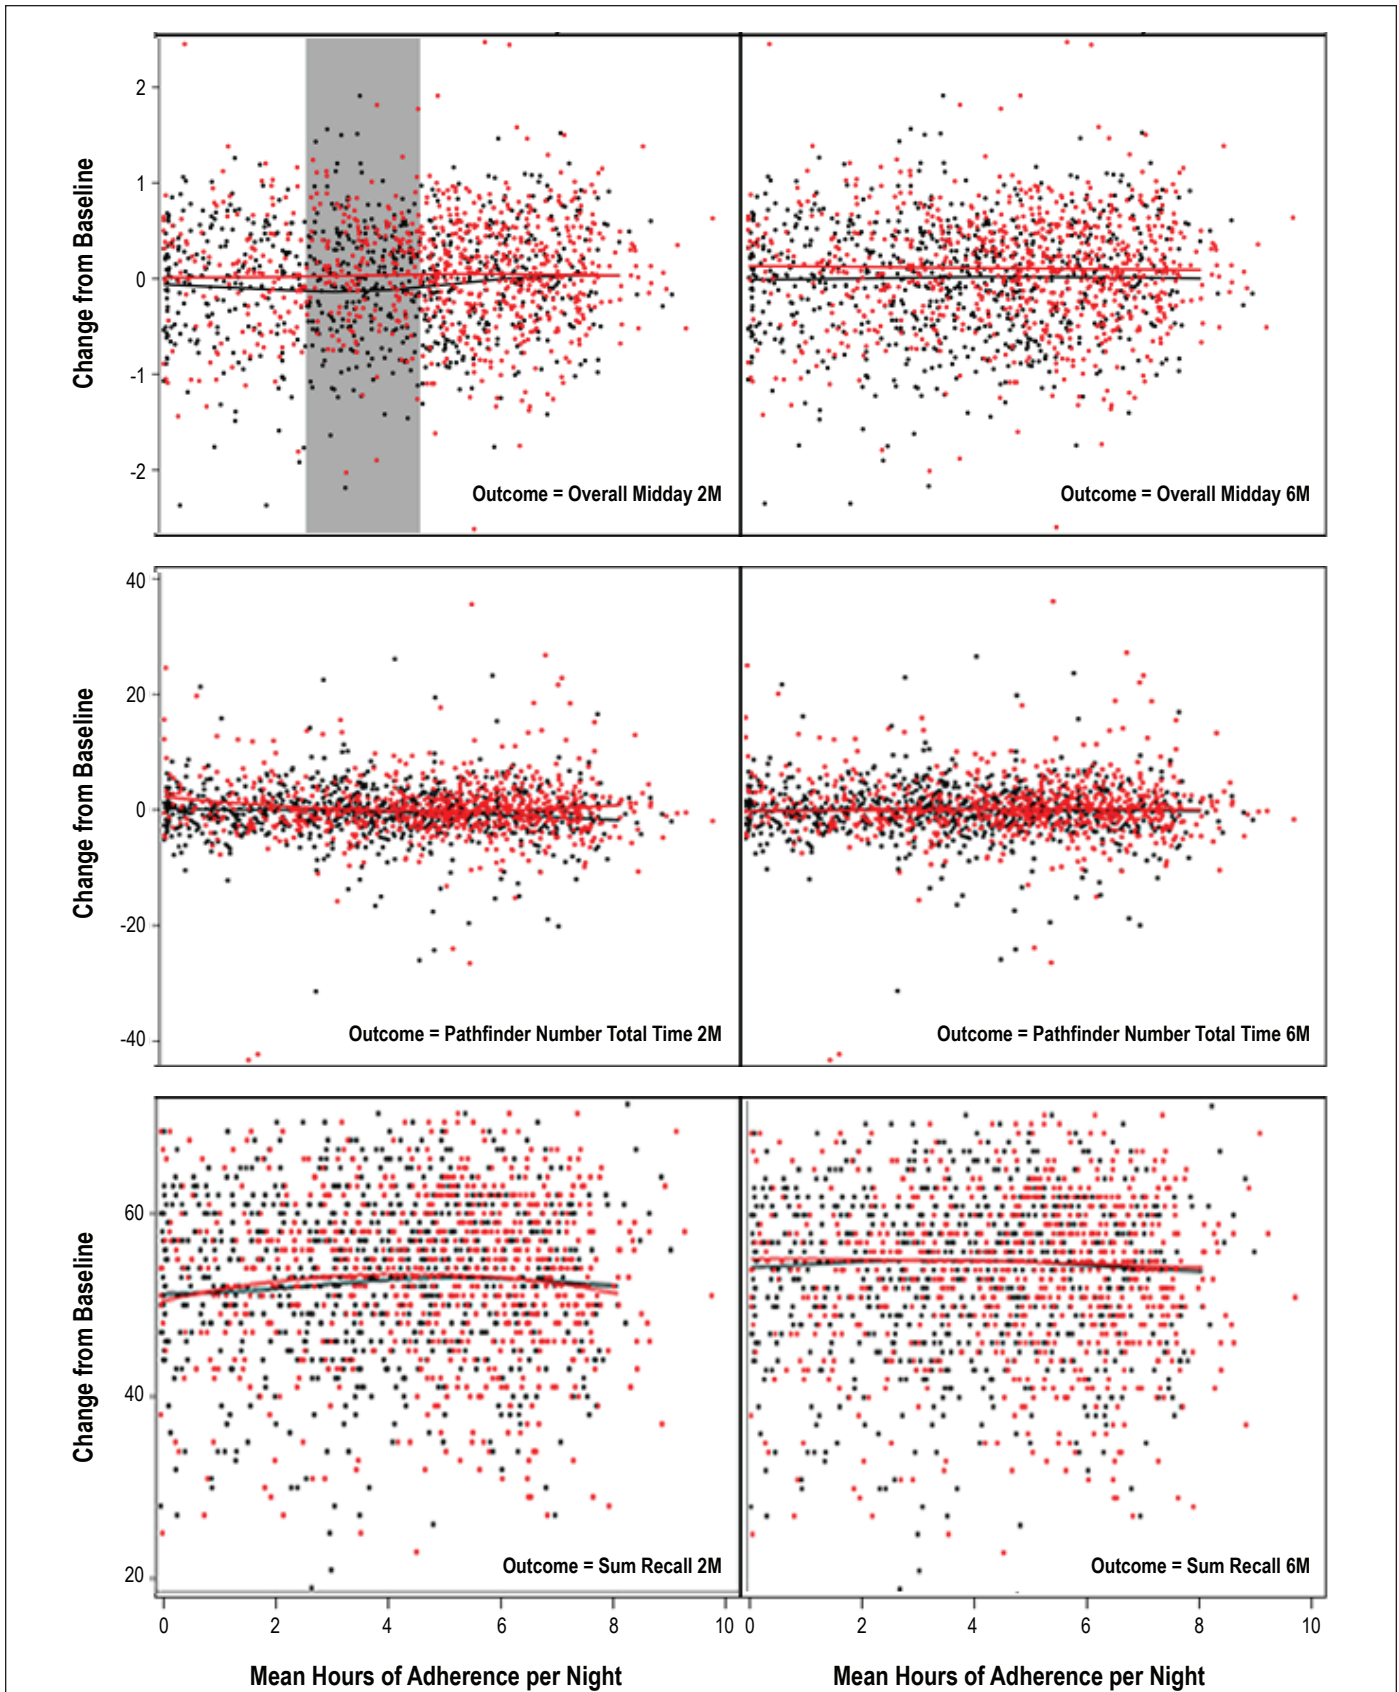 Change from Baseline
2
1
0
-1
-2
Outcome = Overall Midday 2M
Outcome = Overall Midday 6M
Change from Baseline
40
20
0
-20
-40
Outcome = Pathfinder Number Total Time 2M
Outcome = Pathfinder Number Total Time 6M
Change from Baseline
60
40
20
Outcome = Sum Recall 2M
Outcome = Sum Recall 6M
0 2 4 6 8 10 0 2 4 6 8 10
Mean Hours of Adherence per Night
Mean Hours of Adherence per Night